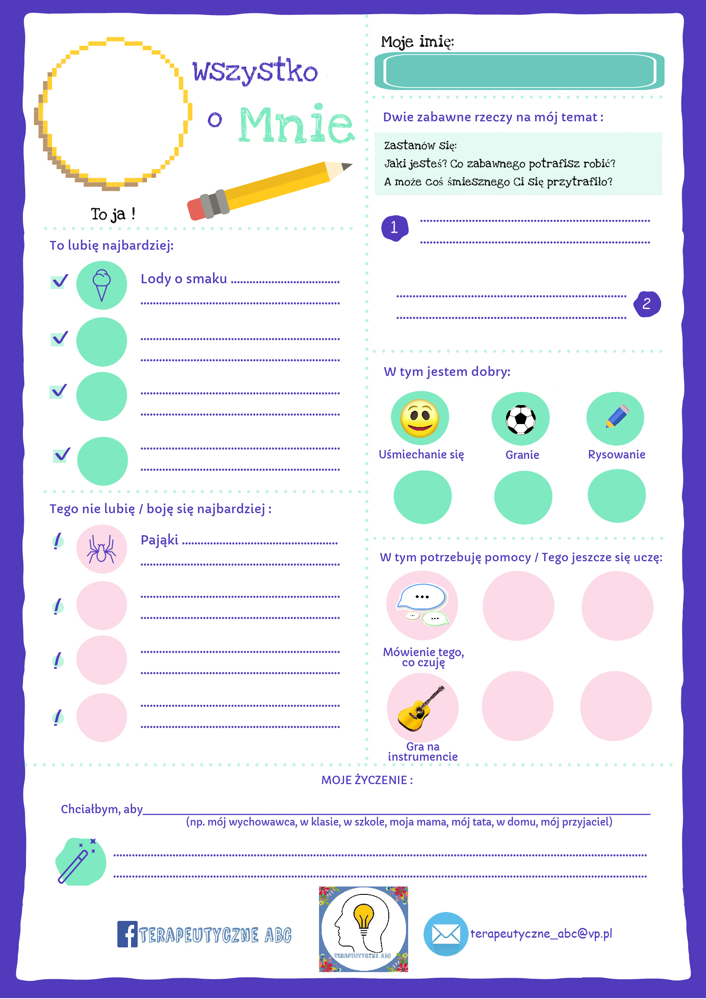 Wszystko
o Mnie
To ja !
To lubię najbardziej:
Lody o smaku ...................................
Tego nie lubię / boję się najbardziej :
Pająki ..................................................
Moje imię:
Dwie zabawne rzeczy na mój temat :
Zastanów się:
Jaki jesteś? Co zabawnego potrafisz robić?
A może coś śmiesznego Ci się przytrafiło?
1
2
W tym jestem dobry:
Uśmiechanie się
Granie
Rysowanie
W tym potrzebuję pomocy / Tego jeszcze się uczę:
Mówienie tego,
co czuję
Gra na
instrumencie
MOJE ŻYCZENIE :
Chciałbym, aby______________________________
(np. mój wychowawca, w klasie, w szkole, moja mama, mój tata, w domu, mój przyjaciel)
f TERAPEUTYCZNE ABC
TERAPEUTYCZNE ABC
terapeutyczne_abc@vp.pl